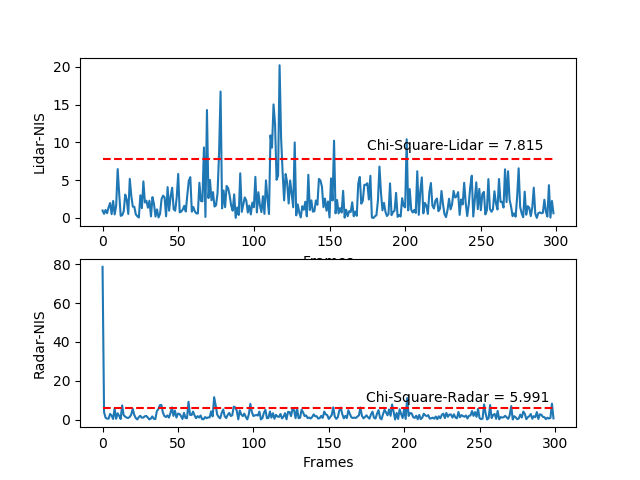 20
15
10
5
0
Lidar-NIS
Chi-Square-Lidar = 7.815
0 50 100 150 200 250 300
Frames
80
60
40
20
0
Radar-NIS
Chi-Square-Radar = 5.991
0 50 100 150 200 250 300
Frames